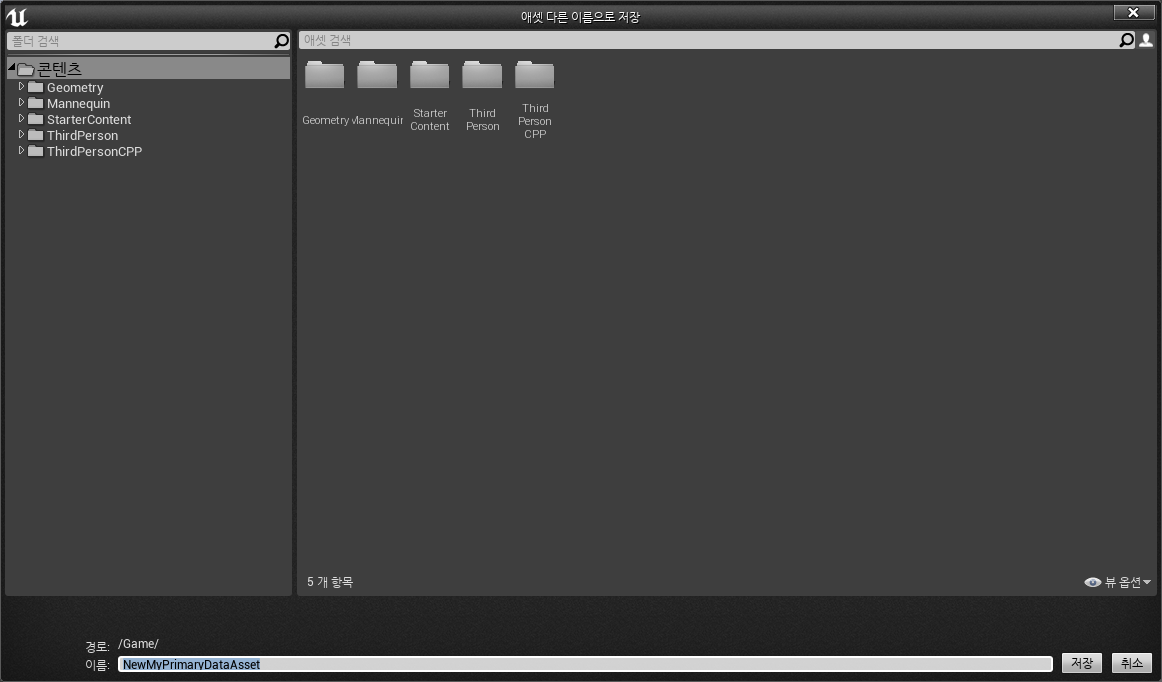 애셋 다른 이름으로 저장
폴더 검색
애셋 검색
콘텐츠
Geometry
Mannequin
StarterContent
ThirdPerson
ThirdPersonCPP
Geometry
Mannequin
Starter
Content
Third
Person
Third
Person
CPP
5 개 항목
뷰 옵션
경로: /Game/
이름: NewMyPrimaryDataAsset
저장
취소